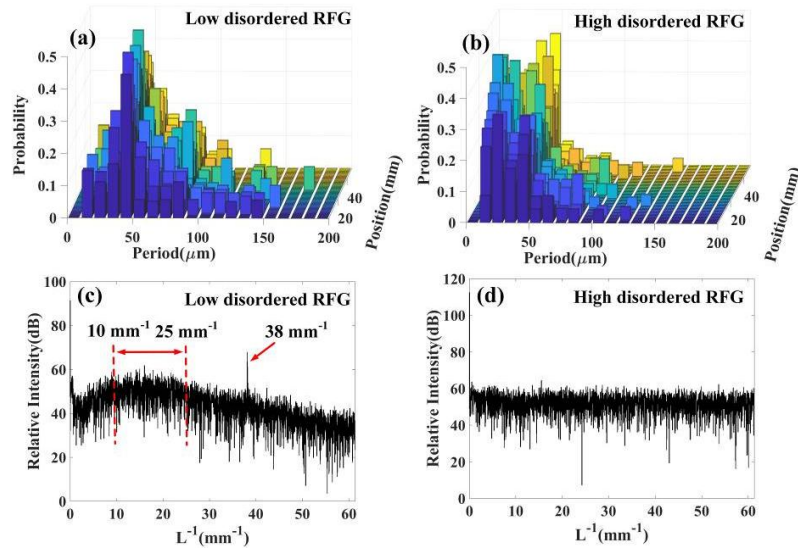 (a)
Low disordered RFG
0.5
0.4
0.3
0.2
0.1
0
Probability
0
50
100
150
200
Period(μm)
20
40
Position(mm)
(b)
High disordered RFG
0.5
0.4
0.3
0.2
0.1
0
Probability
0
50
100
150
200
Period(μm)
20
40
Position(mm)
(c)
Low disordered RFG
10 mm⁻¹ 25 mm⁻¹
38 mm⁻¹
100
80
60
40
20
0
Relative Intensity(dB)
0 10 20 30 40 50 60
L⁻¹(mm⁻¹)
(d)
High disordered RFG
120
100
80
60
40
20
0
Relative Intensity(dB)
0 10 20 30 40 50 60
L⁻¹(mm⁻¹)